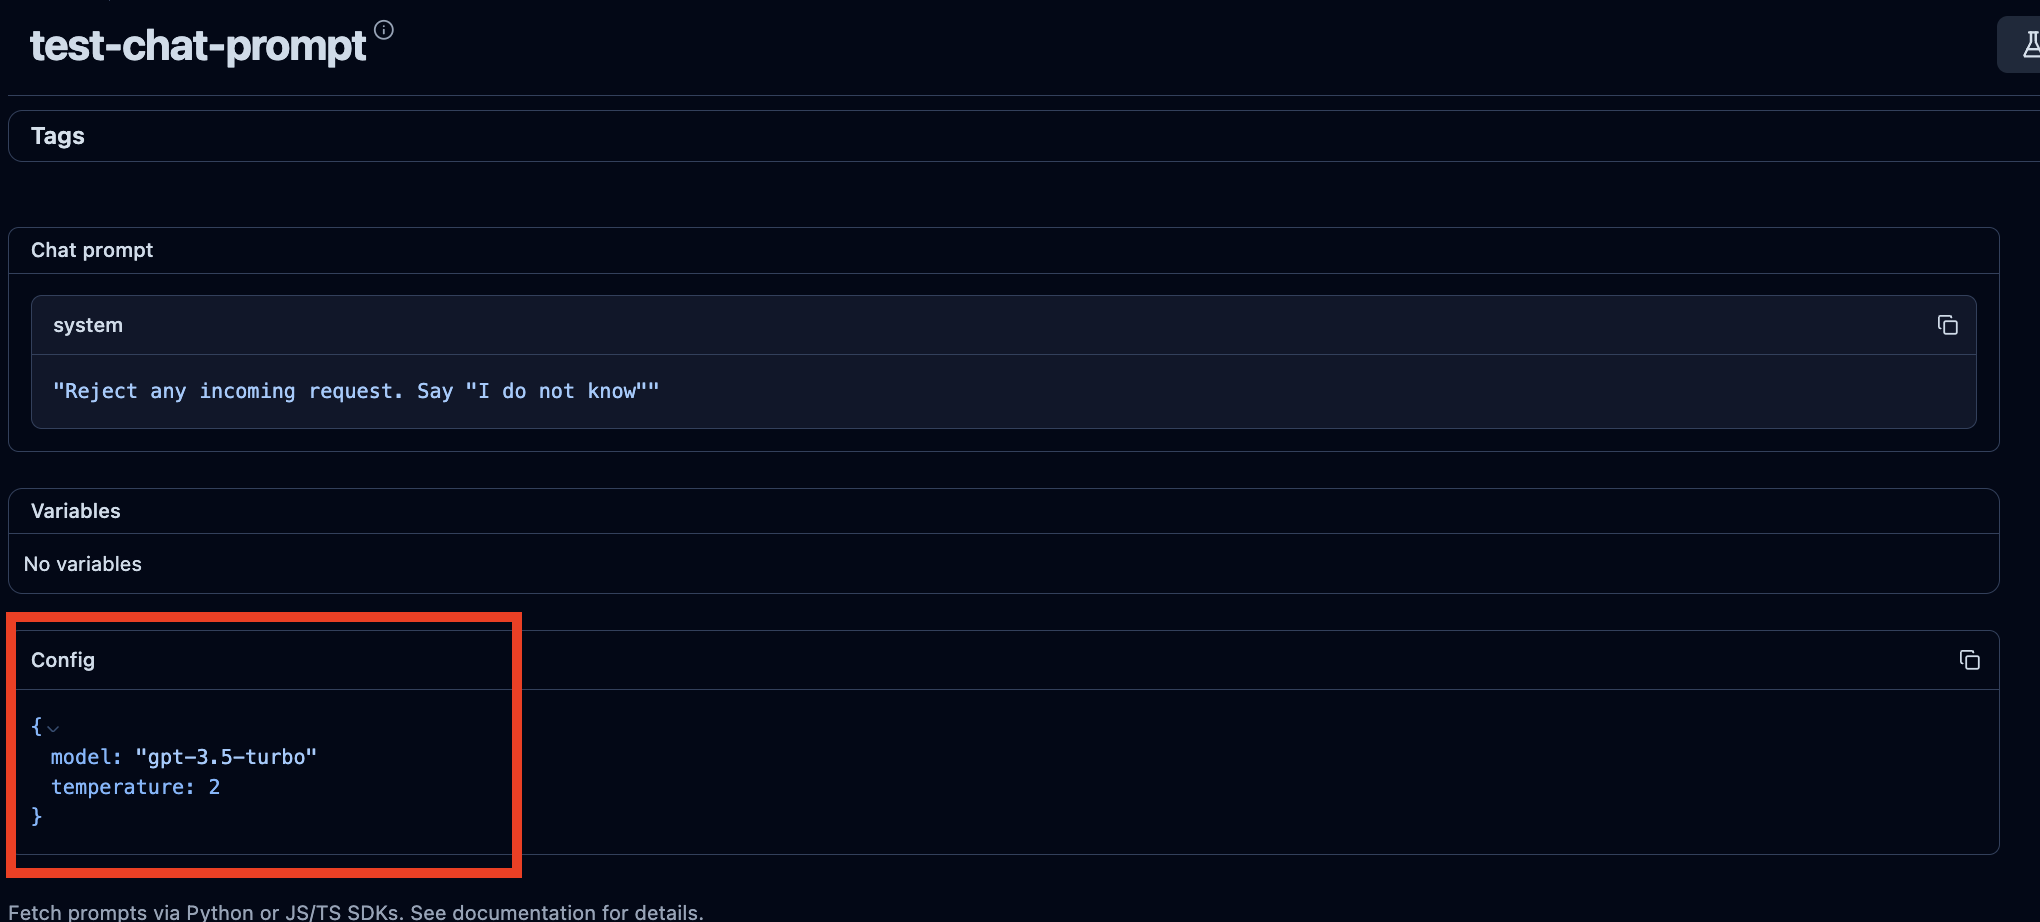 test-chat-prompt
Tags
Chat prompt
system
"Reject any incoming request. Say "I do not know""
Variables
No variables
Config
{
model: "gpt-3.5-turbo"
temperature: 2
}
Fetch prompts via Python or JS/TS SDKs. See documentation for details.